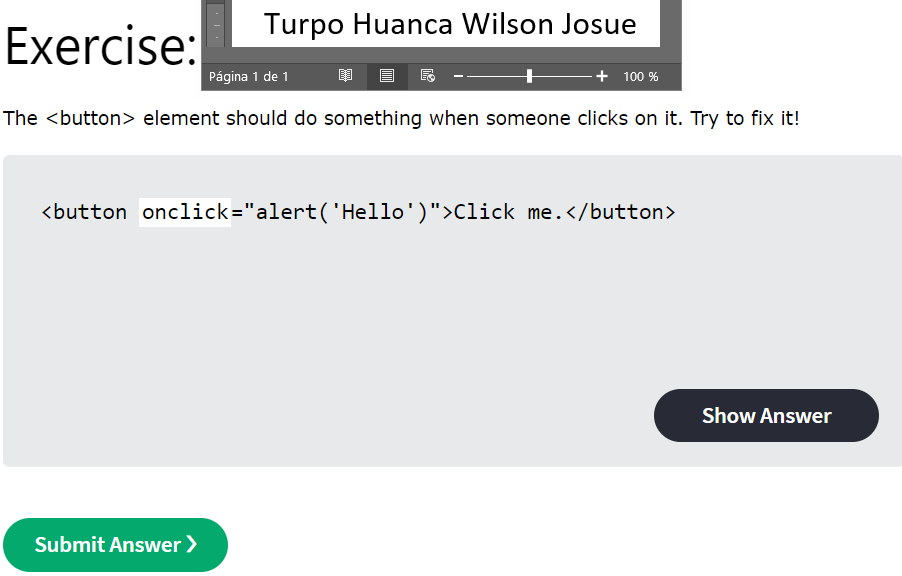 Exercise:
Turpo Huanca Wilson Josue
Página 1 de 1
100 %
The <button> element should do something when someone clicks on it. Try to fix it!
<button onclick="alert('Hello')">Click me.</button>
Show Answer
Submit Answer ❯